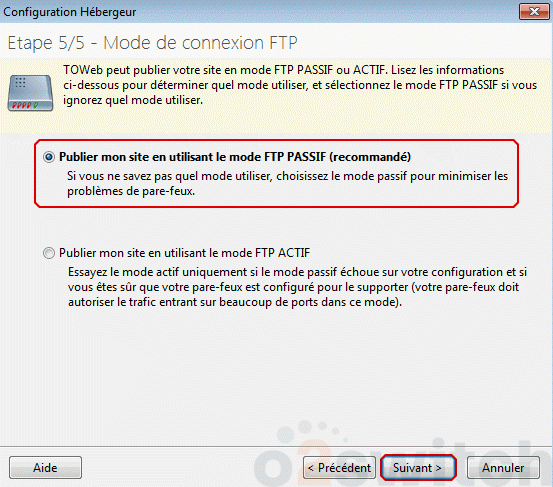 Configuration Hébergeur
Etape 5/5 - Mode de connexion FTP
TOWeb peut publier votre site en mode FTP PASSIF ou ACTIF. Lisez les informations
ci-dessous pour déterminer quel mode utiliser, et sélectionnez le mode FTP PASSIF si vous
ignorez quel mode utiliser.
Publier mon site en utilisant le mode FTP PASSIF (recommandé)
Si vous ne savez pas quel mode utiliser, choisissez le mode passif pour minimiser les
problèmes de pare-feux.
Publier mon site en utilisant le mode FTP ACTIF
Essayez le mode actif uniquement si le mode passif échoue sur votre configuration et si
vous êtes sûr que votre pare-feux est configuré pour le supporter (votre pare-feux doit
autoriser le trafic entrant sur beaucoup de ports dans ce mode).
o2switch
Aide
< Précédent
Suivant >
Annuler